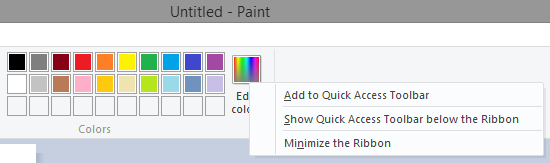 Untitled - Paint
Add to Quick Access Toolbar
Show Quick Access Toolbar below the Ribbon
Minimize the Ribbon
Colors